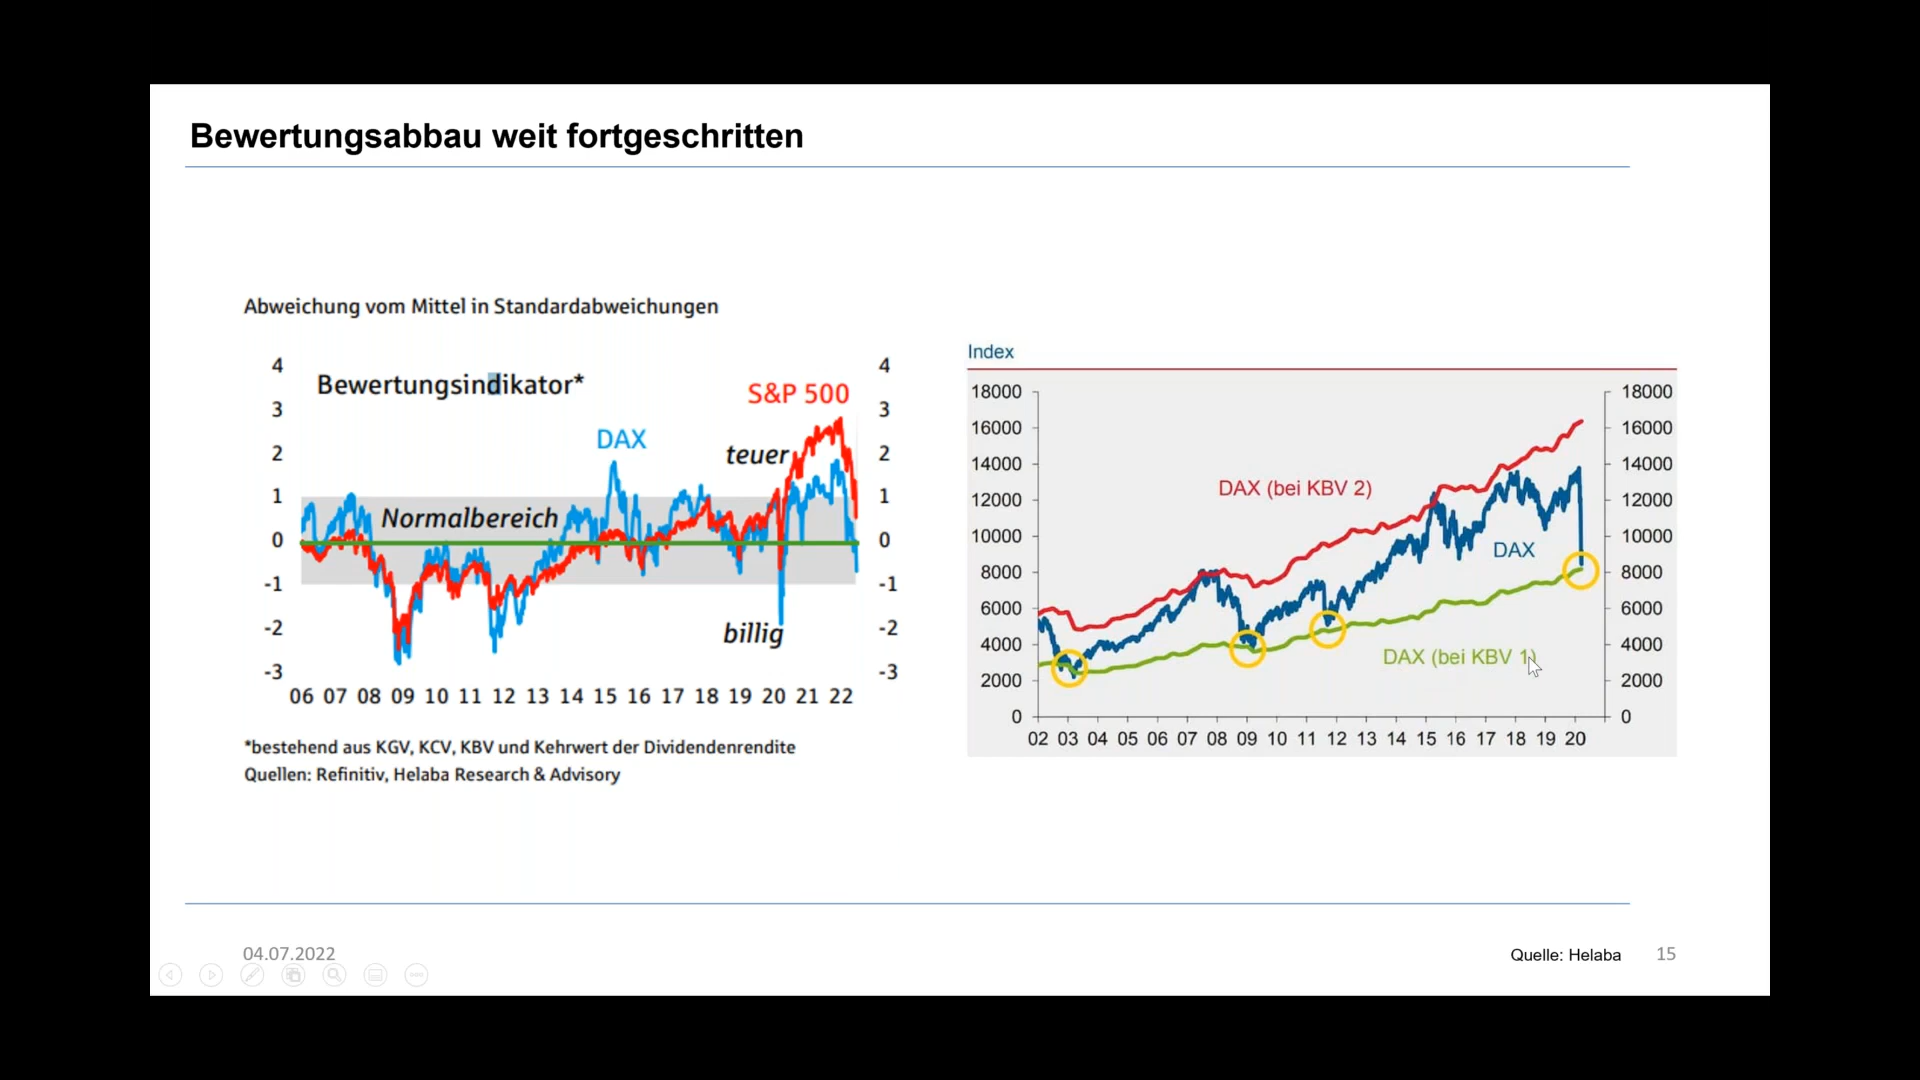 Bewertungsabbau weit fortgeschritten
Abweichung vom Mittel in Standardabweichungen
4
3
2
1
0
-1
-2
-3
Bewertungsindikator*
S&P 500
DAX
teuer
Normalbereich
billig
4
3
2
1
0
-1
-2
-3
06 07 08 09 10 11 12 13 14 15 16 17 18 19 20 21 22
*bestehend aus KGV, KCV, KBV und Kehrwert der Dividendenrendite
Quellen: Refinitiv, Helaba Research & Advisory
Index
18000
16000
14000
12000
10000
8000
6000
4000
2000
0
DAX (bei KBV 2)
DAX
DAX (bei KBV 1)
18000
16000
14000
12000
10000
8000
6000
4000
2000
0
02 03 04 05 06 07 08 09 10 11 12 13 14 15 16 17 18 19 20
04.07.2022
Quelle: Helaba
15